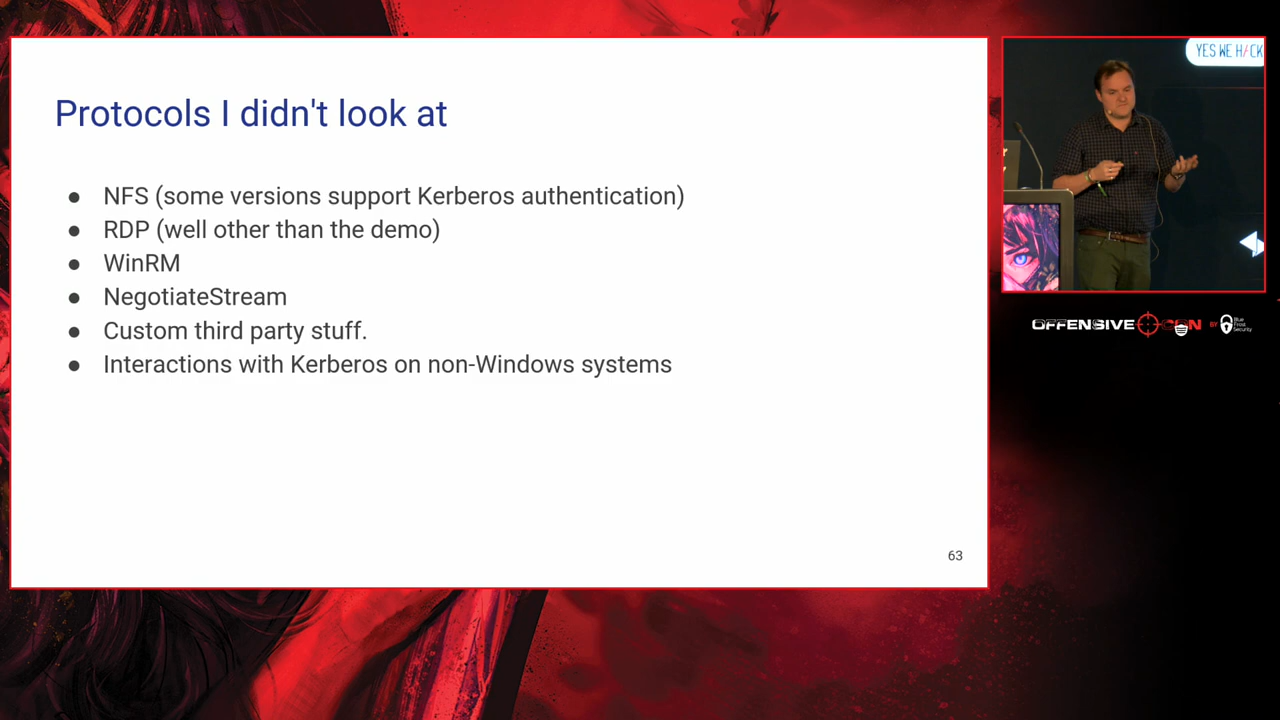 Protocols I didn't look at
● NFS (some versions support Kerberos authentication)
● RDP (well other than the demo)
● WinRM
● NegotiateStream
● Custom third party stuff.
● Interactions with Kerberos on non-Windows systems
63
YES WE H/CK
OFFENSIVE CON BY Blue Frost Security